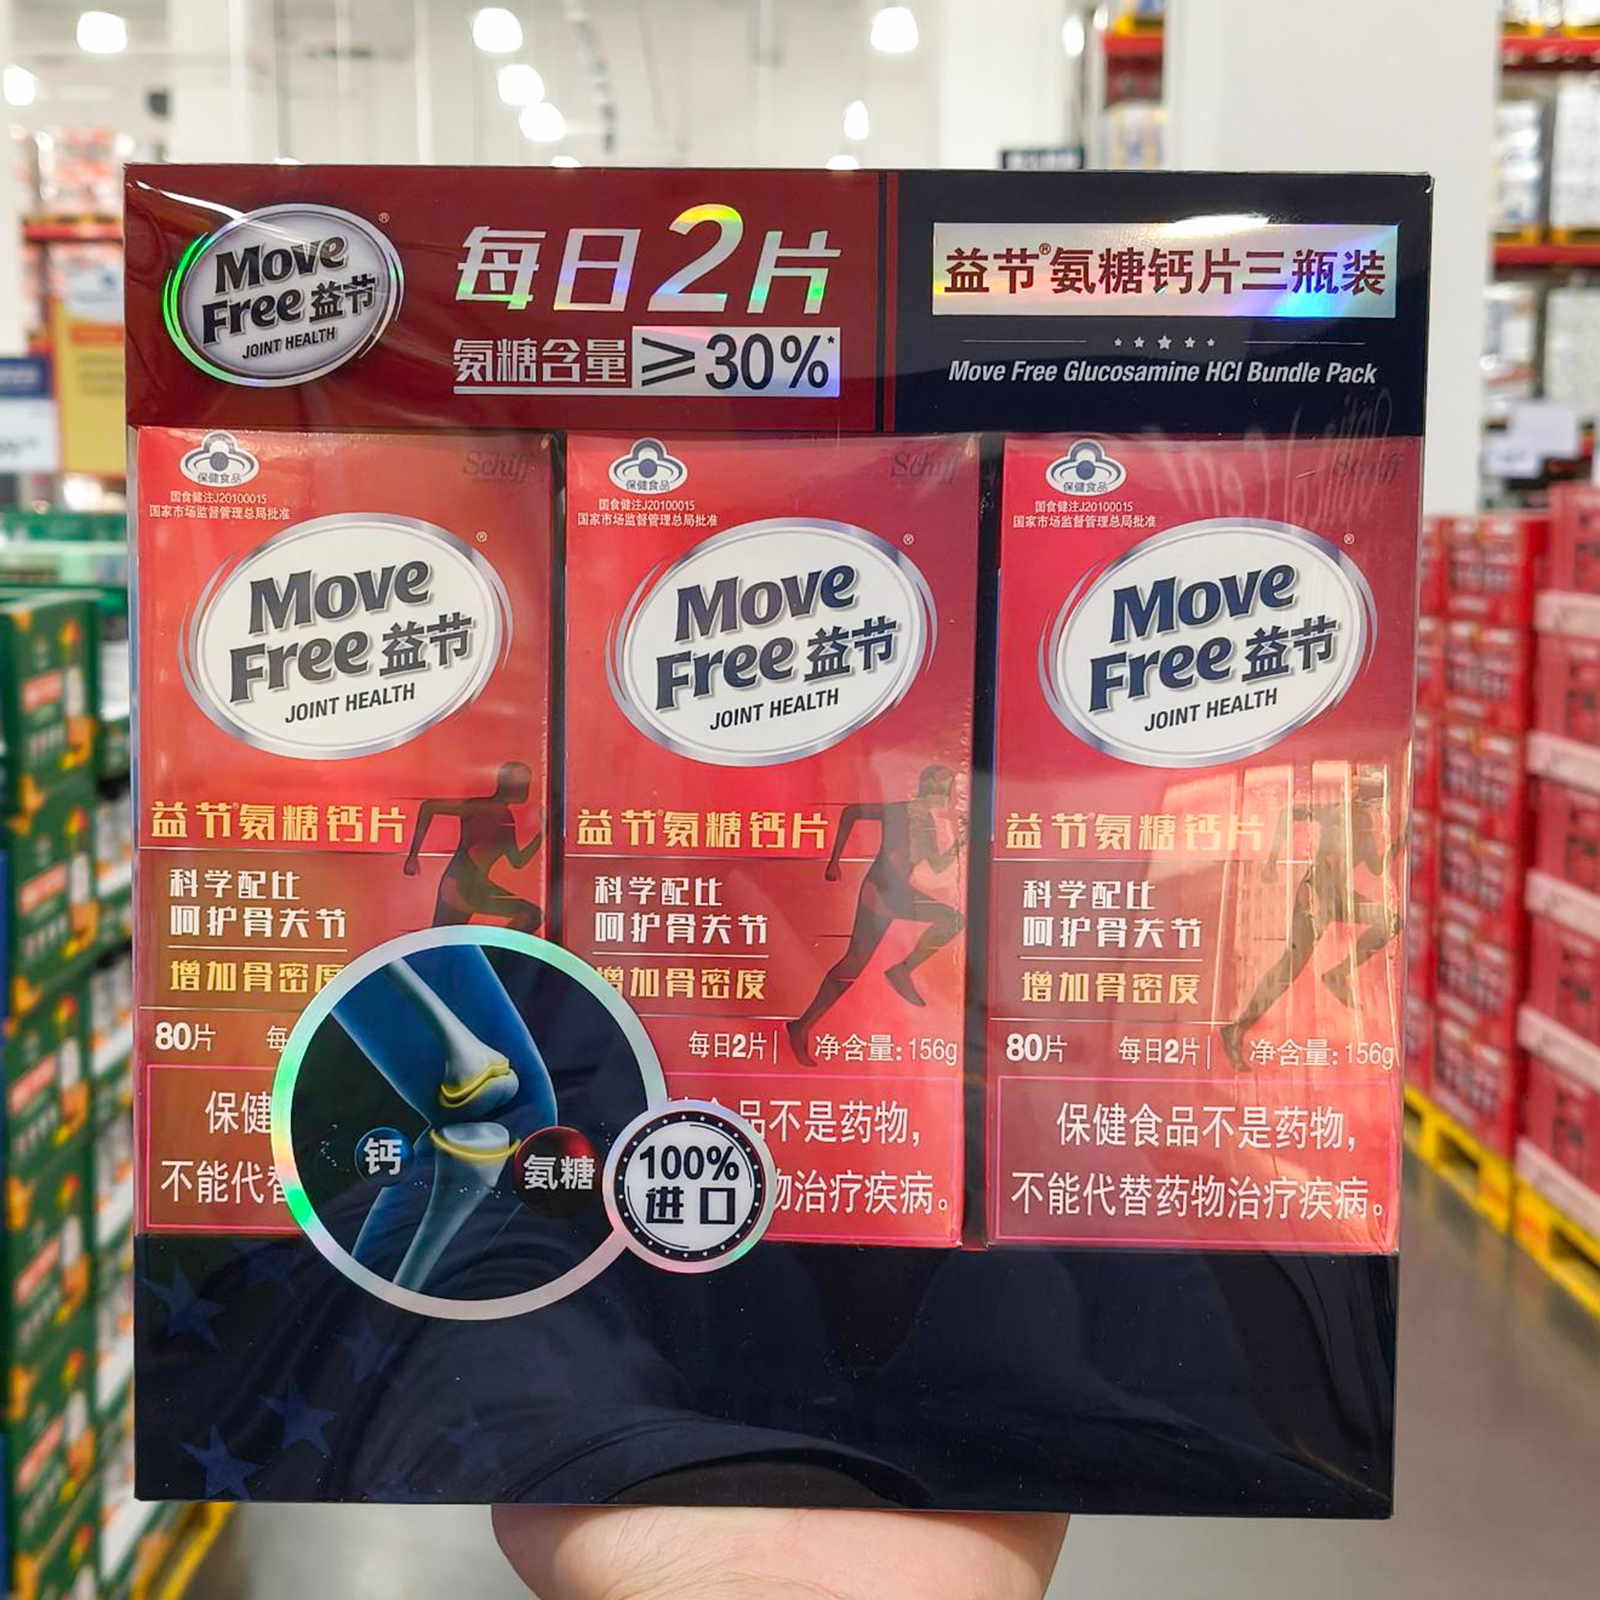 Move
Free 益节
JOINT HEALTH
®
每日2片
氨糖含量≥30%*
益节®氨糖钙片三瓶装
Move Free Glucosamine HCl Bundle Pack
保健食品
国食健注J20100015
国家市场监督管理总局批准
Schiff
Move
Free 益节
JOINT HEALTH
®
益节®氨糖钙片
科学配比
呵护骨关节
增加骨密度
80片
每
保健
不能代替
保健食品
国食健注J20100015
国家市场监督管理总局批准
Schiff
Move
Free 益节
JOINT HEALTH
®
益节®氨糖钙片
科学配比
呵护骨关节
增加骨密度
每日2片| 净含量:156g
食品不是药物,
物治疗疾病。
保健食品
国食健注J20100015
国家市场监督管理总局批准
Schiff
Move
Free 益节
JOINT HEALTH
®
益节®氨糖钙片
科学配比
呵护骨关节
增加骨密度
80片 每日2片| 净含量:156g
保健食品不是药物,
不能代替药物治疗疾病。
钙
氨糖
100%
进口